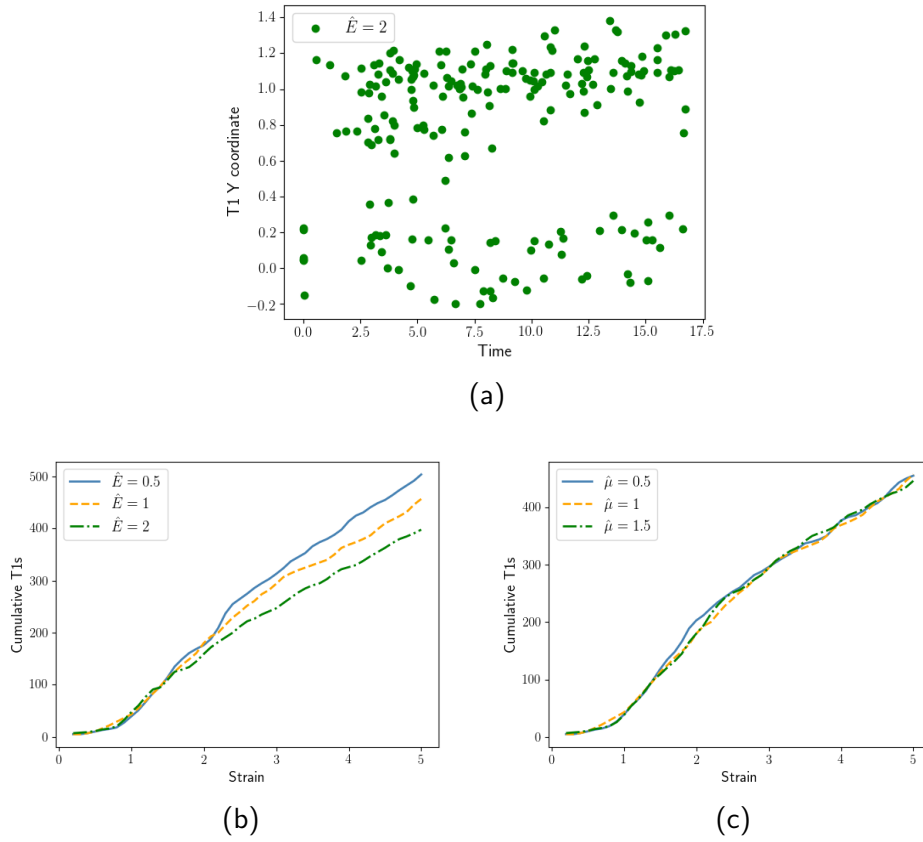 Ê = 2
1.4
1.2
1.0
0.8
0.6
0.4
0.2
0.0
−0.2
T1 Y coordinate
0.0 2.5 5.0 7.5 10.0 12.5 15.0 17.5
Time
(a)
Ê = 0.5
Ê = 1
Ê = 2
500
400
300
200
100
0
Cumulative T1s
0 1 2 3 4 5
Strain
(b)
μ̂ = 0.5
μ̂ = 1
μ̂ = 1.5
400
300
200
100
0
Cumulative T1s
0 1 2 3 4 5
Strain
(c)